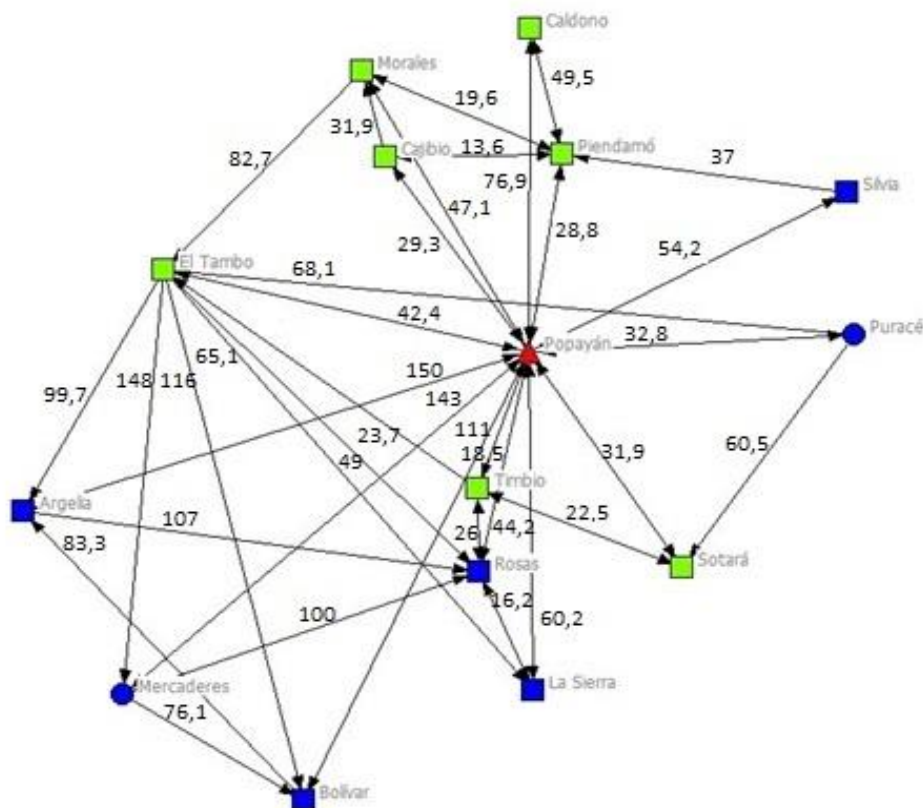 Caldono
Morales
49,5
19,6
31,9
13,6
Piendamó
Cajibio
37
82,7
76,9
Silvia
47,1
28,8
29,3
54,2
El Tambo
68,1
42,4
32,8
Puracé
Popayán
65,1
150
148
116
143
99,7
23,7
111
18,5
31,9
60,5
49
Timbio
Argelia
107
22,5
83,3
26
44,2
Sotará
Rosas
16,2
100
60,2
Mercaderes
La Sierra
76,1
Bolívar